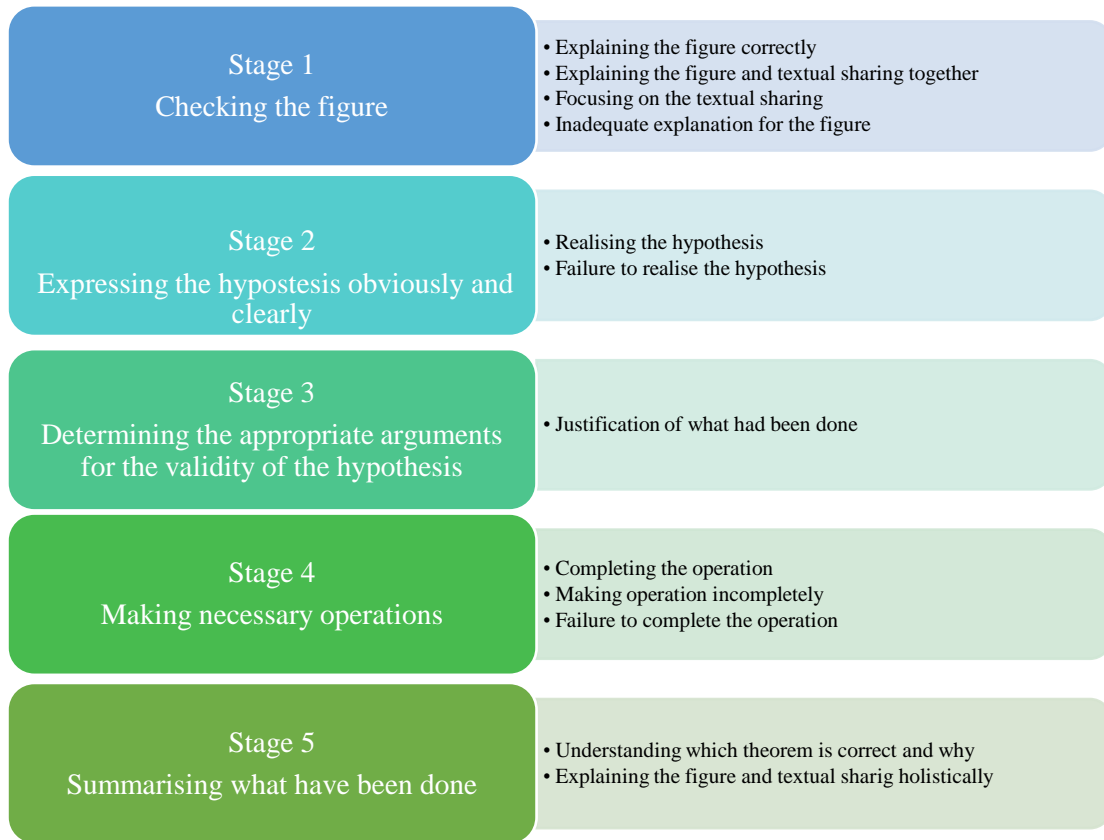 Stage 1
Checking the figure
• Explaining the figure correctly
• Explaining the figure and textual sharing together
• Focusing on the textual sharing
• Inadequate explanation for the figure
Stage 2
Expressing the hypostesis obviously and
clearly
• Realising the hypothesis
• Failure to realise the hypothesis
Stage 3
Determining the appropriate arguments
for the validity of the hypothesis
• Justification of what had been done
Stage 4
Making necessary operations
• Completing the operation
• Making operation incompletely
• Failure to complete the operation
Stage 5
Summarising what have been done
• Understanding which theorem is correct and why
• Explaining the figure and textual sharig holistically